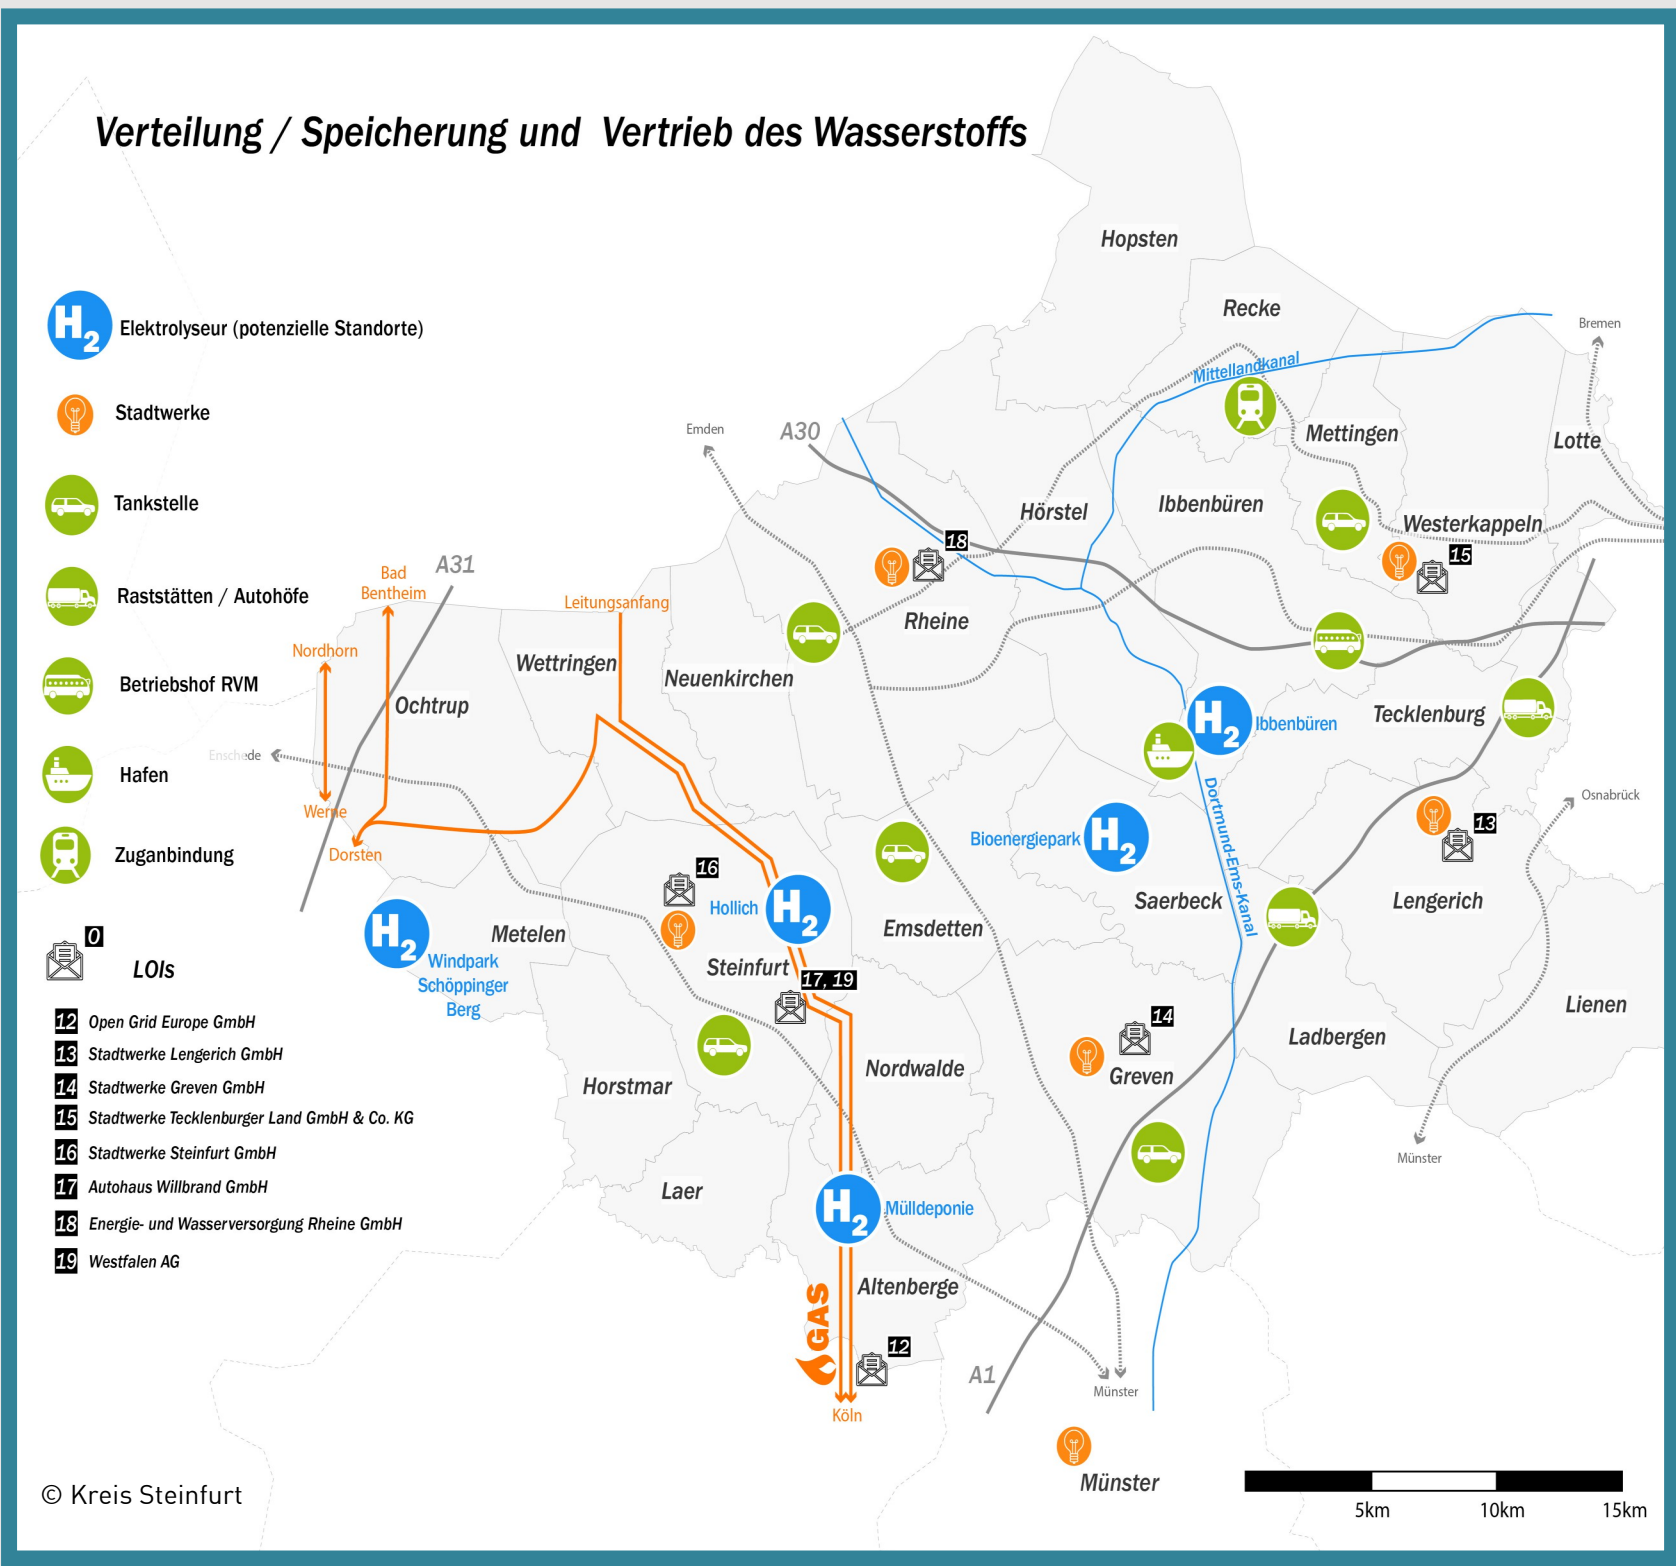 Verteilung / Speicherung und Vertrieb des Wasserstoffs
H2 Elektrolyseur (potenzielle Standorte)
Stadtwerke
Tankstelle
Raststätten / Autohöfe
Betriebshof RVM
Hafen
Zuganbindung
0
LOIs
12 Open Grid Europe GmbH
13 Stadtwerke Lengerich GmbH
14 Stadtwerke Greven GmbH
15 Stadtwerke Tecklenburger Land GmbH & Co. KG
16 Stadtwerke Steinfurt GmbH
17 Autohaus Willbrand GmbH
18 Energie- und Wasserversorgung Rheine GmbH
19 Westfalen AG
© Kreis Steinfurt
Hopsten
Recke
Bremen
Mittellandkanal
Emden
A30
Mettingen
Lotte
Hörstel
Ibbenbüren
Westerkappeln
18
15
A31
Bad
Bentheim
Leitungsanfang
Rheine
Nordhorn
Wettringen
Neuenkirchen
Ochtrup
Tecklenburg
H2
Ibbenbüren
Enschede
Werne
Dorsten
Osnabrück
Dortmund-Ems-Kanal
13
Bioenergiepark
H2
16
Hollich
H2
Saerbeck
Lengerich
H2
Windpark
Schöppinger
Berg
Metelen
Emsdetten
Steinfurt
17, 19
Lienen
14
Ladbergen
Nordwalde
Greven
Horstmar
Münster
Laer
H2
Mülldeponie
Altenberge
GAS
12
A1
Münster
Köln
Münster
5km
10km
15km